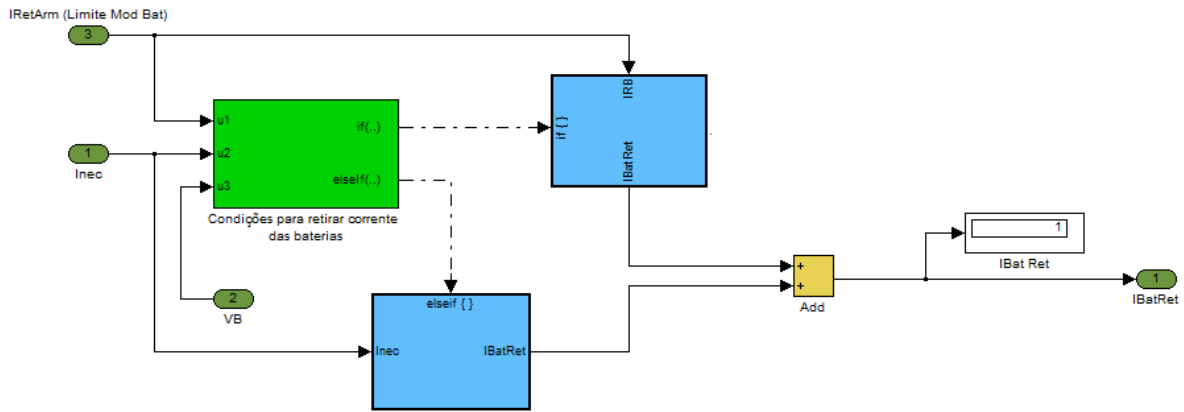 IRetArm (Limite Mod Bat)
3
IRB
if { }
IBatRet
u1
if(..)
1
Inec
u2
u3
elseIf(..)
Condições para retirar corrente
das baterias
2
VB
elseif { }
Inec
IBatRet
+
+
Add
1
IBat Ret
1
IBatRet